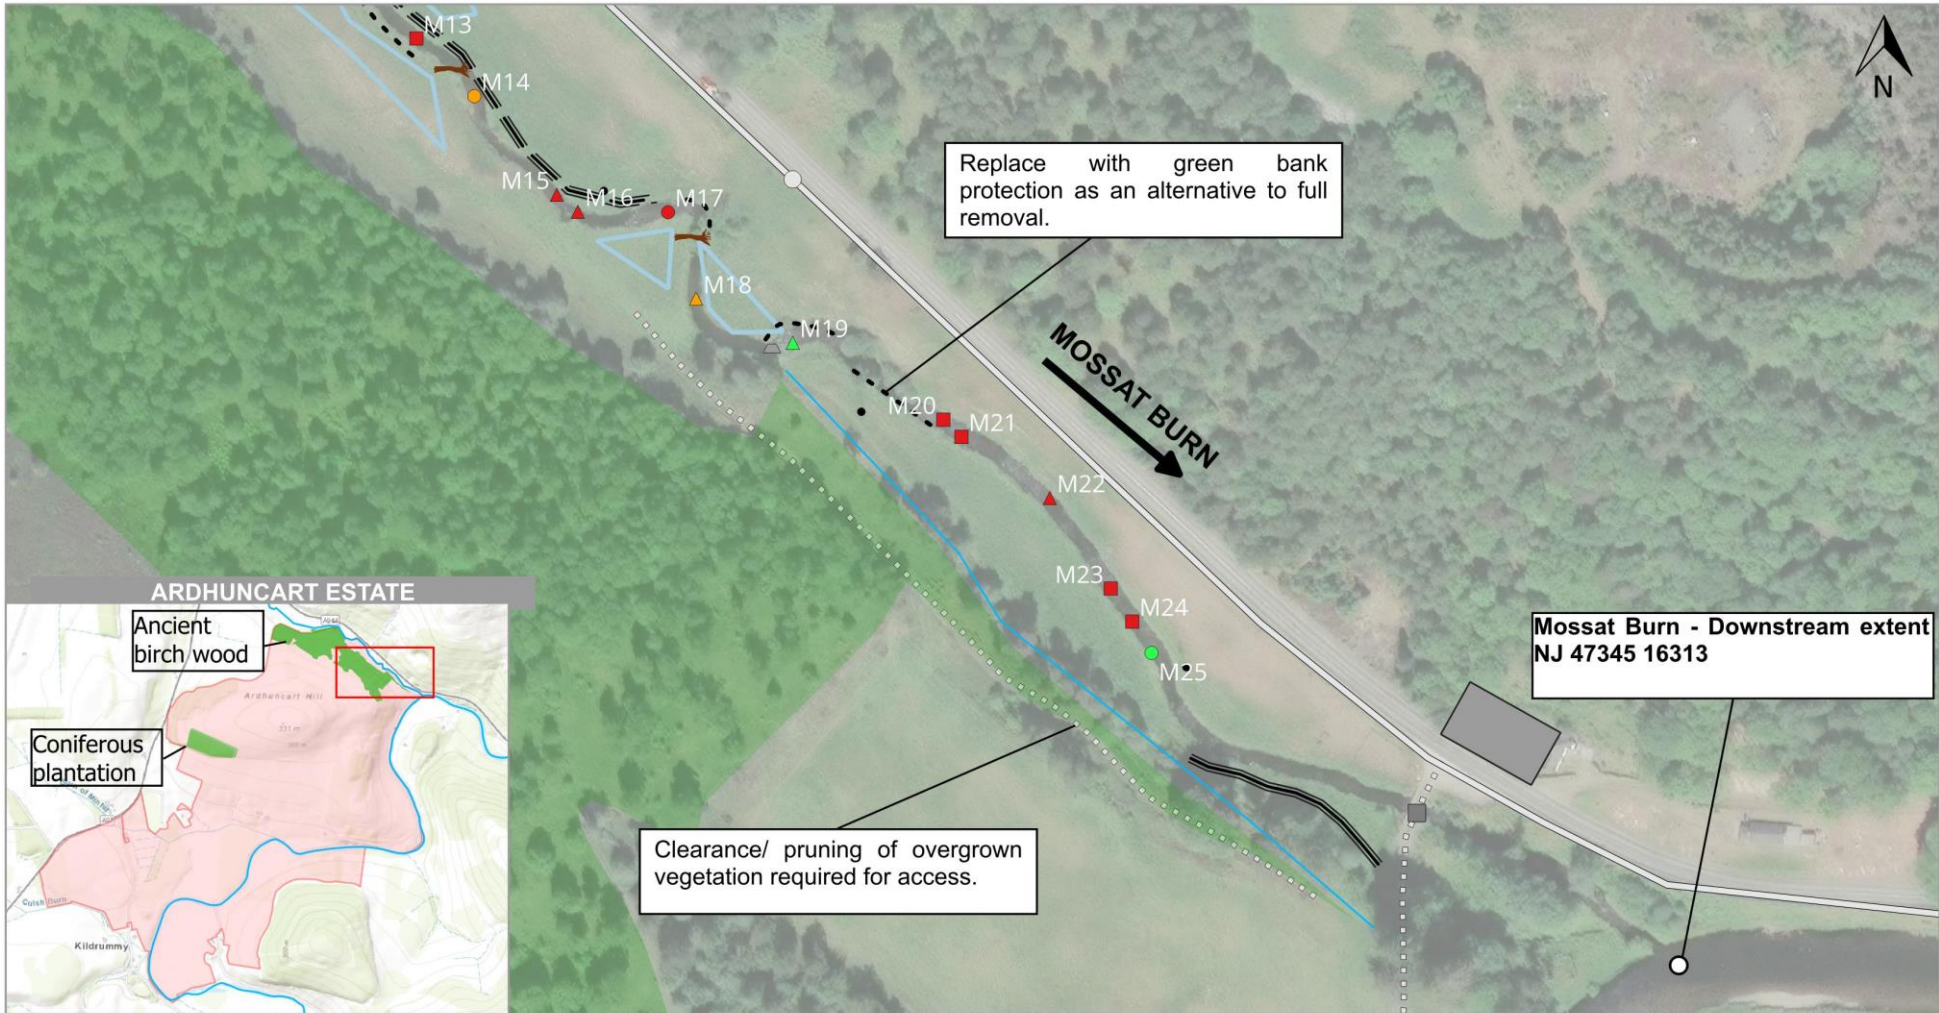 M13
N
M14
Replace with green bank
protection as an alternative to full
removal.
M15
M16
M17
M18
M19
MOSSAT BURN
M20
M21
M22
M23
M24
M25
ARDHUNCART ESTATE
Ancient
birch wood
Ardhuncart Hill
Coniferous
plantation
Kildrummy
Mossat Burn - Downstream extent
NJ 47345 16313
Clearance/ pruning of overgrown
vegetation required for access.